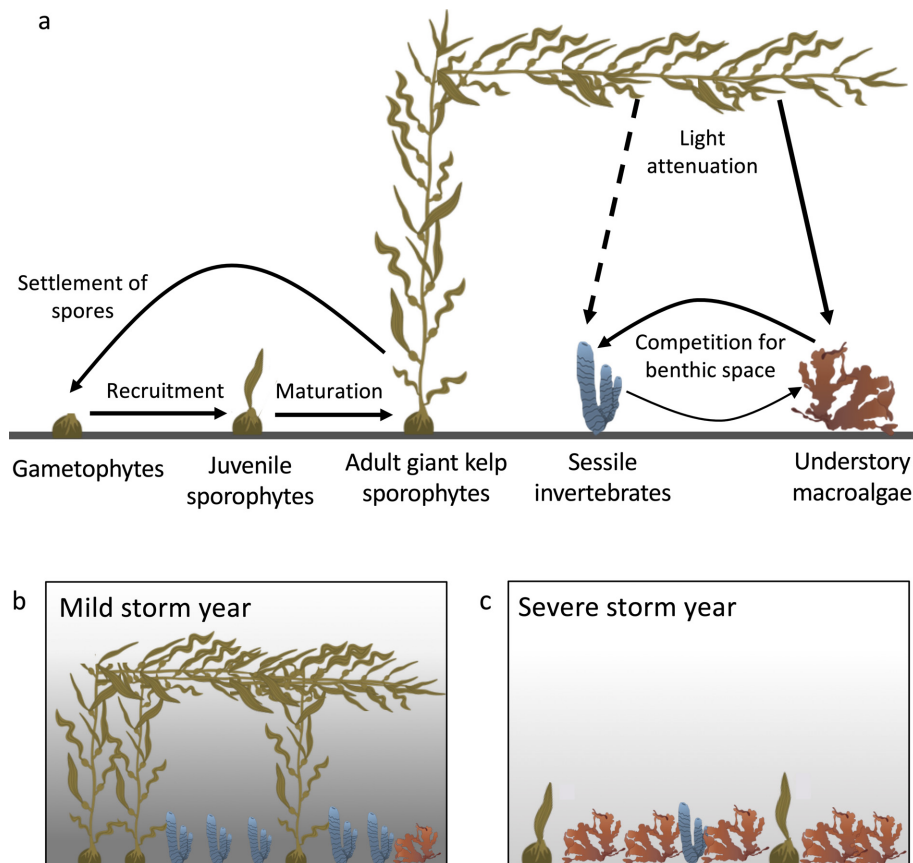 a
Light
attenuation
Settlement of
spores
Competition for
benthic space
Recruitment
Maturation
Gametophytes
Juvenile
sporophytes
Adult giant kelp
sporophytes
Sessile
invertebrates
Understory
macroalgae
b
Mild storm year
c
Severe storm year